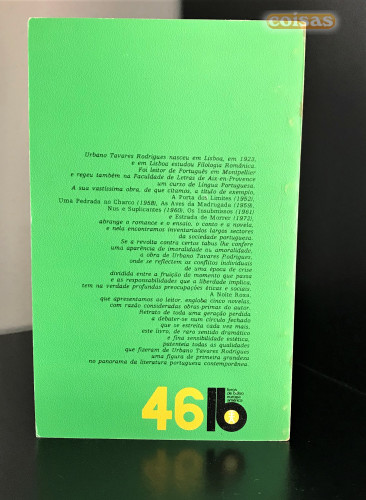 coisas
Urbano Tavares Rodrigues nasceu em Lisboa, em 1923,
e em Lisboa estudou Filologia Românica.
Foi leitor de Português em Montpellier
e regeu também na Faculdade de Letras de Aix-en-Provence
um curso de Língua Portuguesa.
A sua vastíssima obra, de que citamos, a título de exemplo,
A Porta dos Limites (1952),
Uma Pedrada no Charco (1958), As Aves da Madrugada (1959),
Nus e Suplicantes (1960), Os Insubmissos (1961)
e Estrada de Morrer (1972),
abrange o romance e o ensaio, o conto e a novela,
e nela encontramos inventariados largos sectores
da sociedade portuguesa.
Se a revolta contra certos tabus lhe confere
uma aparência de imoralidade ou amoralidade,
a obra de Urbano Tavares Rodrigues,
onde se reflectem os conflitos individuais
de uma época de crise
dividida entre a fruição do momento que passa
e as responsabilidades que a liberdade implica,
tem na verdade profundas preocupações éticas e sociais.
A Noite Roxa,
que apresentamos ao leitor, engloba cinco novelas,
com razão consideradas obras-primas do autor.
Retrato de toda uma geração perdida
a debater-se num círculo fechado
que se estreita cada vez mais,
este livro, de raro sentido dramático
e fina sensibilidade estética,
patenteia todas as qualidades
que fizeram de Urbano Tavares Rodrigues
uma figura de primeira grandeza
no panorama da literatura portuguesa contemporânea.
46 lb
livros
de bolso
europa
américa